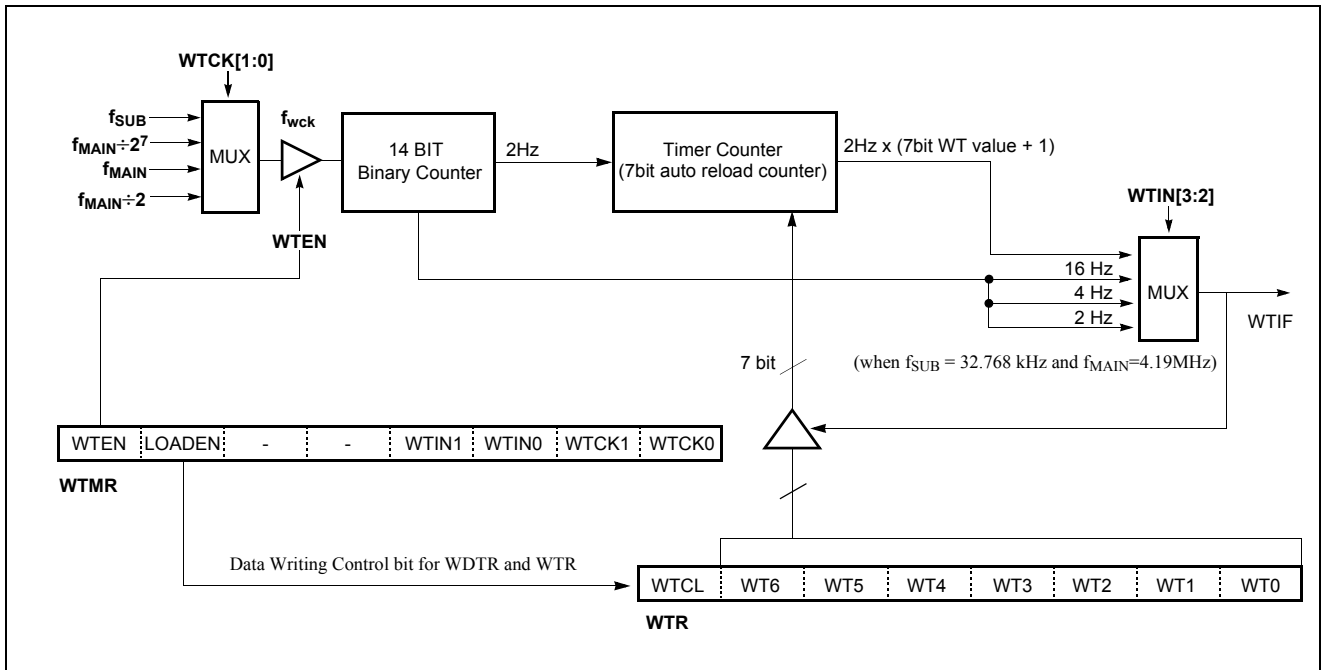 WTCK[1:0]
fSUB
fMAIN÷2⁷
fMAIN
fMAIN÷2
MUX
fwck
WTEN
14 BIT
Binary Counter
2Hz
Timer Counter
(7bit auto reload counter)
2Hz x (7bit WT value + 1)
WTIN[3:2]
16 Hz
4 Hz
2 Hz
MUX
WTIF
7 bit
(when fSUB = 32.768 kHz and fMAIN=4.19MHz)
WTEN LOADEN - - WTIN1 WTIN0 WTCK1 WTCK0
WTMR
Data Writing Control bit for WDTR and WTR
WTCL WT6 WT5 WT4 WT3 WT2 WT1 WT0
WTR